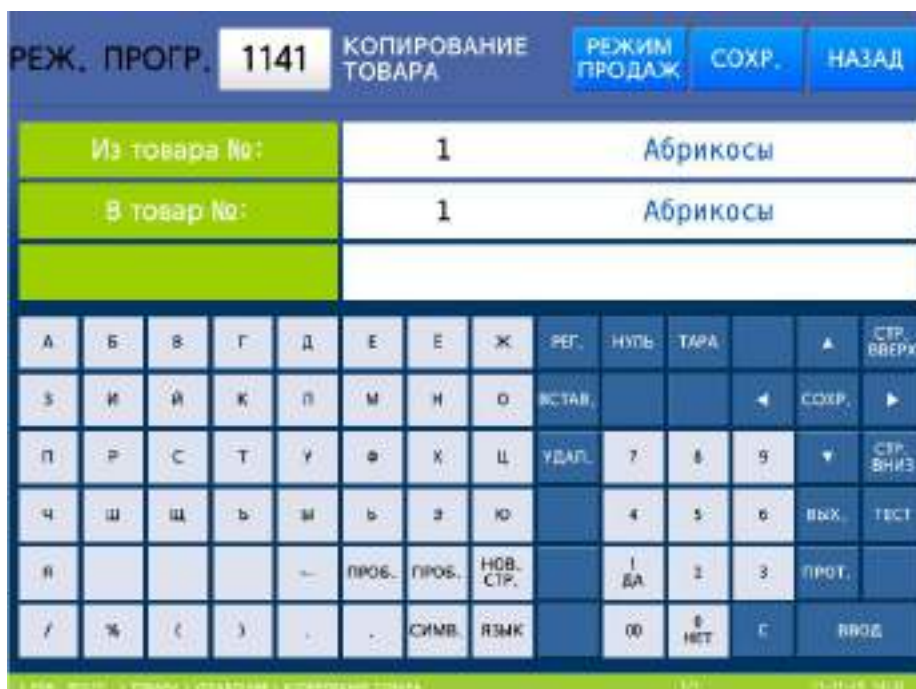 РЕЖ. ПРОГР. 1141 КОПИРОВАНИЕ ТОВАРА РЕЖИМ ПРОДАЖ СОХР. НАЗАД
Из товара №: 1 Абрикосы
В товар №: 1 Абрикосы
А Б В Г Д Е Ё Ж РЕГ. НУЛЬ ТАРА ▲ СТР. ВВЕРХ
З И Й К Л М Н О ВСТАВ. ◀ СОХР. ▶
П Р С Т У Ф Х Ц УДАЛ. 7 8 9 ▼ СТР. ВНИЗ
Ч Ш Щ Ъ Ы Ь Э Ю 4 5 6 ВЫХ. ТЕСТ
Я ← ПРОБ. ПРОБ. НОВ. СТР. ! ДА 2 3 ПРОТ.
/ % ( ) , . СИМВ. ЯЗЫК 00 0 НЕТ С ВВОД